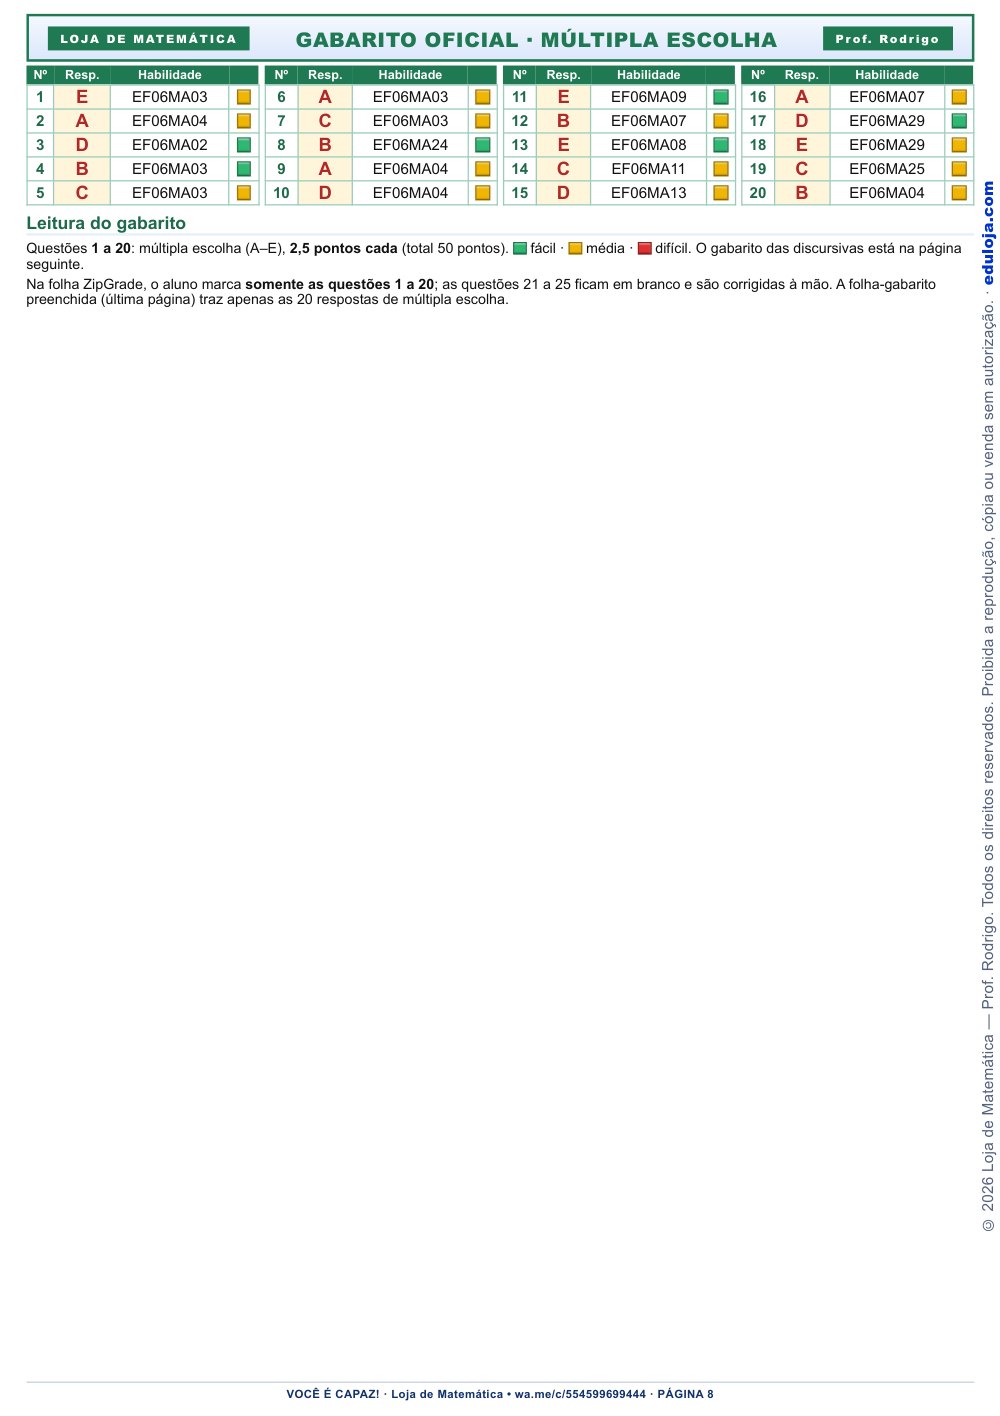 LOJA DE MATEMÁTICA
GABARITO OFICIAL · MÚLTIPLA ESCOLHA
Prof. Rodrigo
Nº Resp. Habilidade
1 E EF06MA03
2 A EF06MA04
3 D EF06MA02
4 B EF06MA03
5 C EF06MA03
Nº Resp. Habilidade
6 A EF06MA03
7 C EF06MA03
8 B EF06MA24
9 A EF06MA04
10 D EF06MA04
Nº Resp. Habilidade
11 E EF06MA09
12 B EF06MA07
13 E EF06MA08
14 C EF06MA11
15 D EF06MA13
Nº Resp. Habilidade
16 A EF06MA07
17 D EF06MA29
18 E EF06MA29
19 C EF06MA25
20 B EF06MA04
Leitura do gabarito
Questões 1 a 20: múltipla escolha (A–E), 2,5 pontos cada (total 50 pontos). fácil · média · difícil. O gabarito das discursivas está na página
seguinte.
Na folha ZipGrade, o aluno marca somente as questões 1 a 20; as questões 21 a 25 ficam em branco e são corrigidas à mão. A folha-gabarito
preenchida (última página) traz apenas as 20 respostas de múltipla escolha.
© 2026 Loja de Matemática — Prof. Rodrigo. Todos os direitos reservados. Proibida a reprodução, cópia ou venda sem autorização. · eduloja.com
VOCÊ É CAPAZ! · Loja de Matemática • wa.me/c/554599699444 · PÁGINA 8